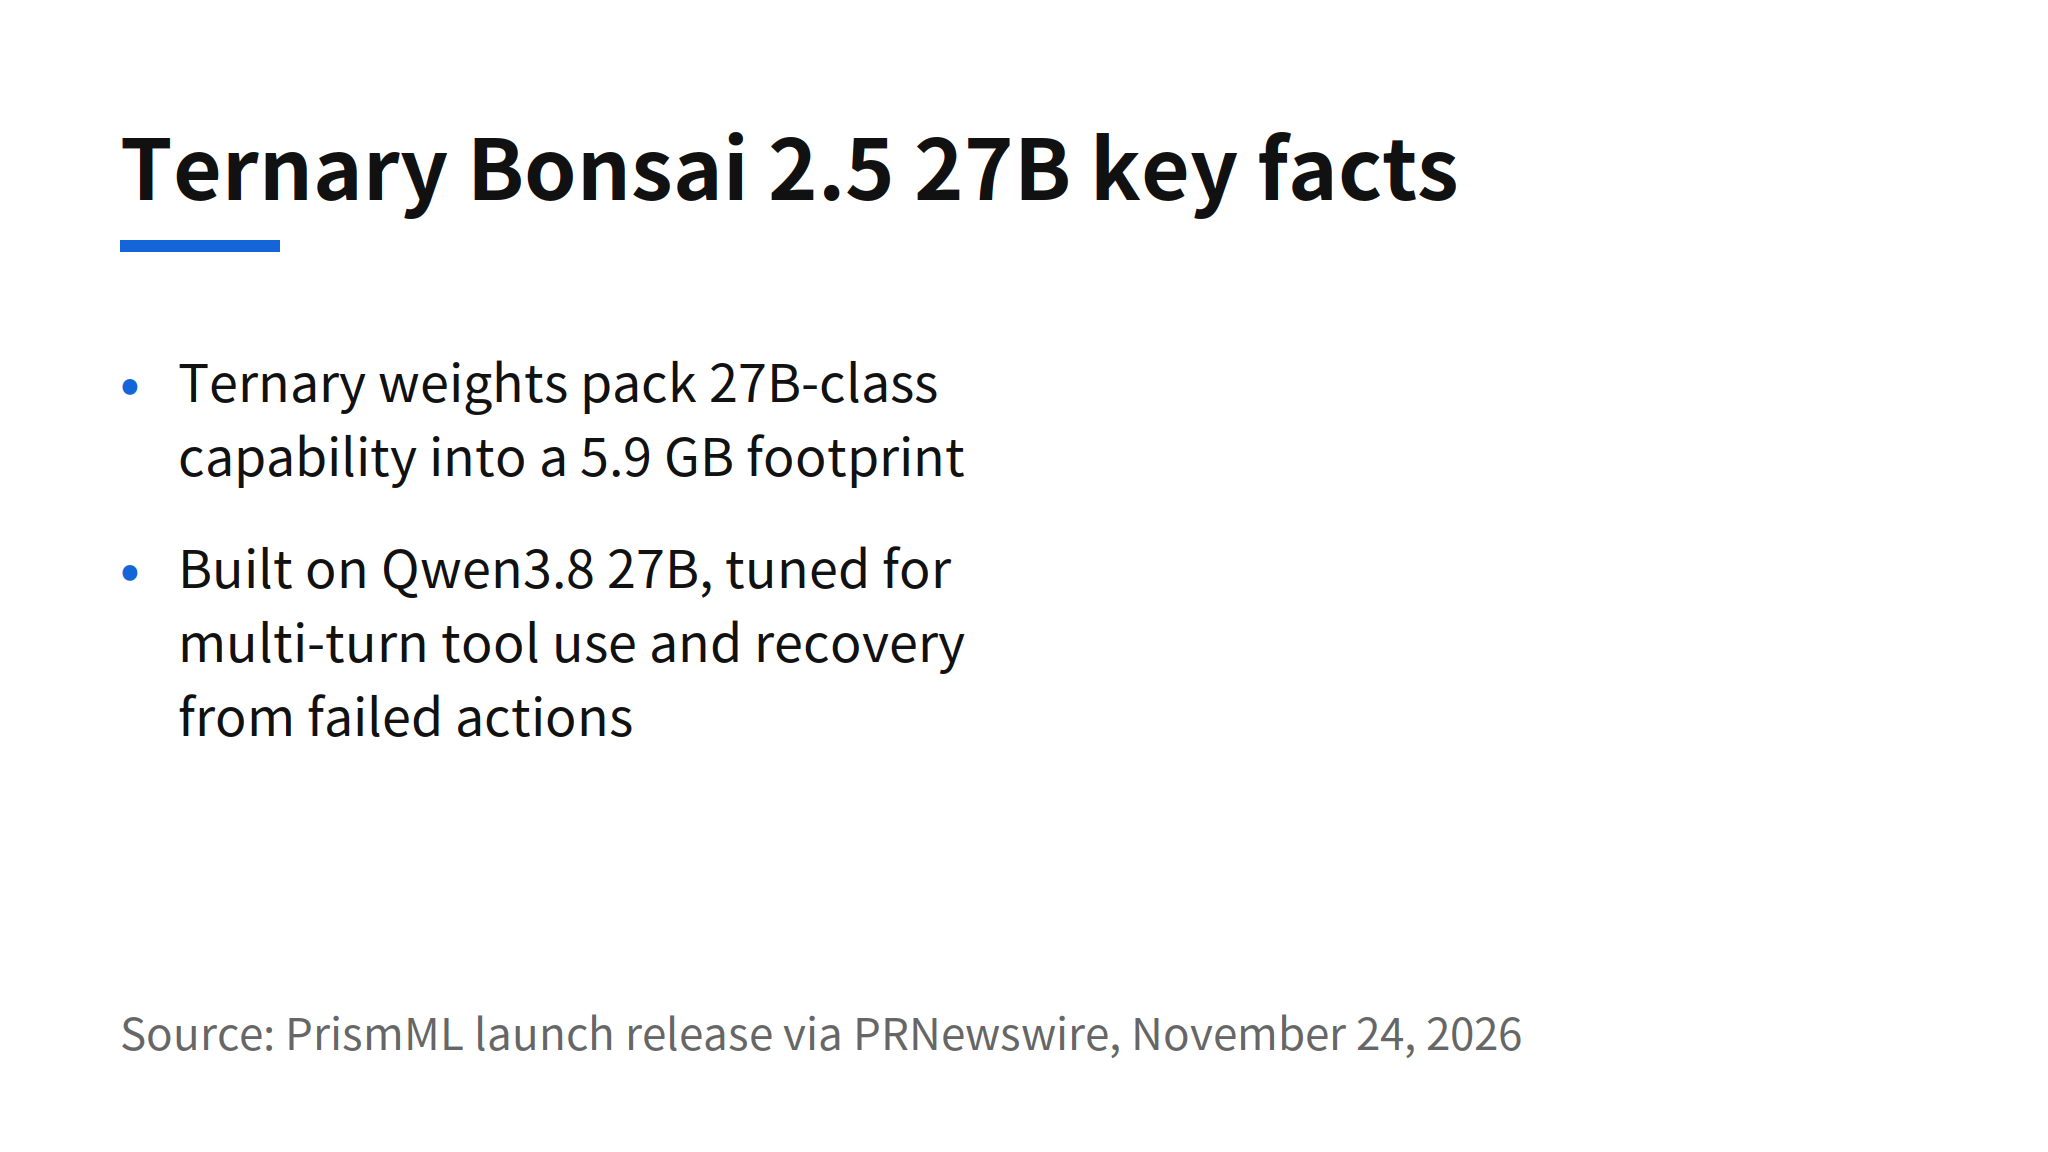 Ternary Bonsai 2.5 27B key facts
• Ternary weights pack 27B-class
capability into a 5.9 GB footprint
• Built on Qwen3.8 27B, tuned for
multi-turn tool use and recovery
from failed actions
Source: PrismML launch release via PRNewswire, November 24, 2026